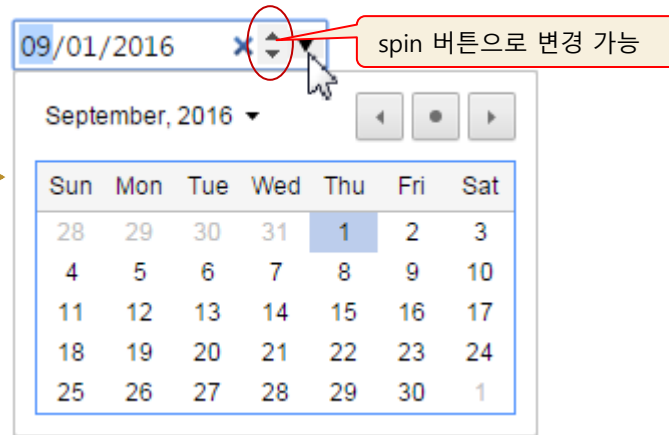 09/01/2016
spin 버튼으로 변경 가능
September, 2016
Sun Mon Tue Wed Thu Fri Sat
28 29 30 31 1 2 3
4 5 6 7 8 9 10
11 12 13 14 15 16 17
18 19 20 21 22 23 24
25 26 27 28 29 30 1